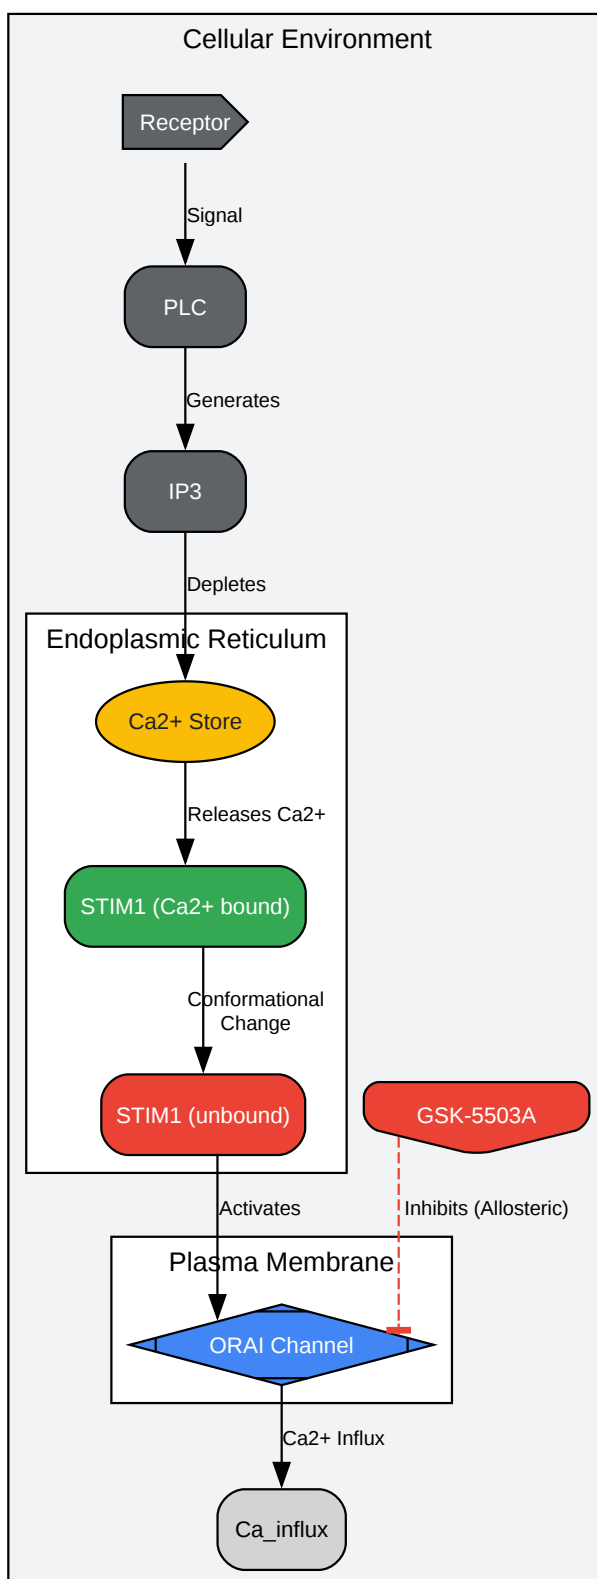 Cellular Environment
Receptor
Signal
PLC
Generates
IP3
Depletes
Endoplasmic Reticulum
Ca2+ Store
Releases Ca2+
STIM1 (Ca2+ bound)
Conformational
Change
STIM1 (unbound)
GSK-5503A
Activates
Inhibits (Allosteric)
Plasma Membrane
ORAI Channel
Ca2+ Influx
Ca_influx